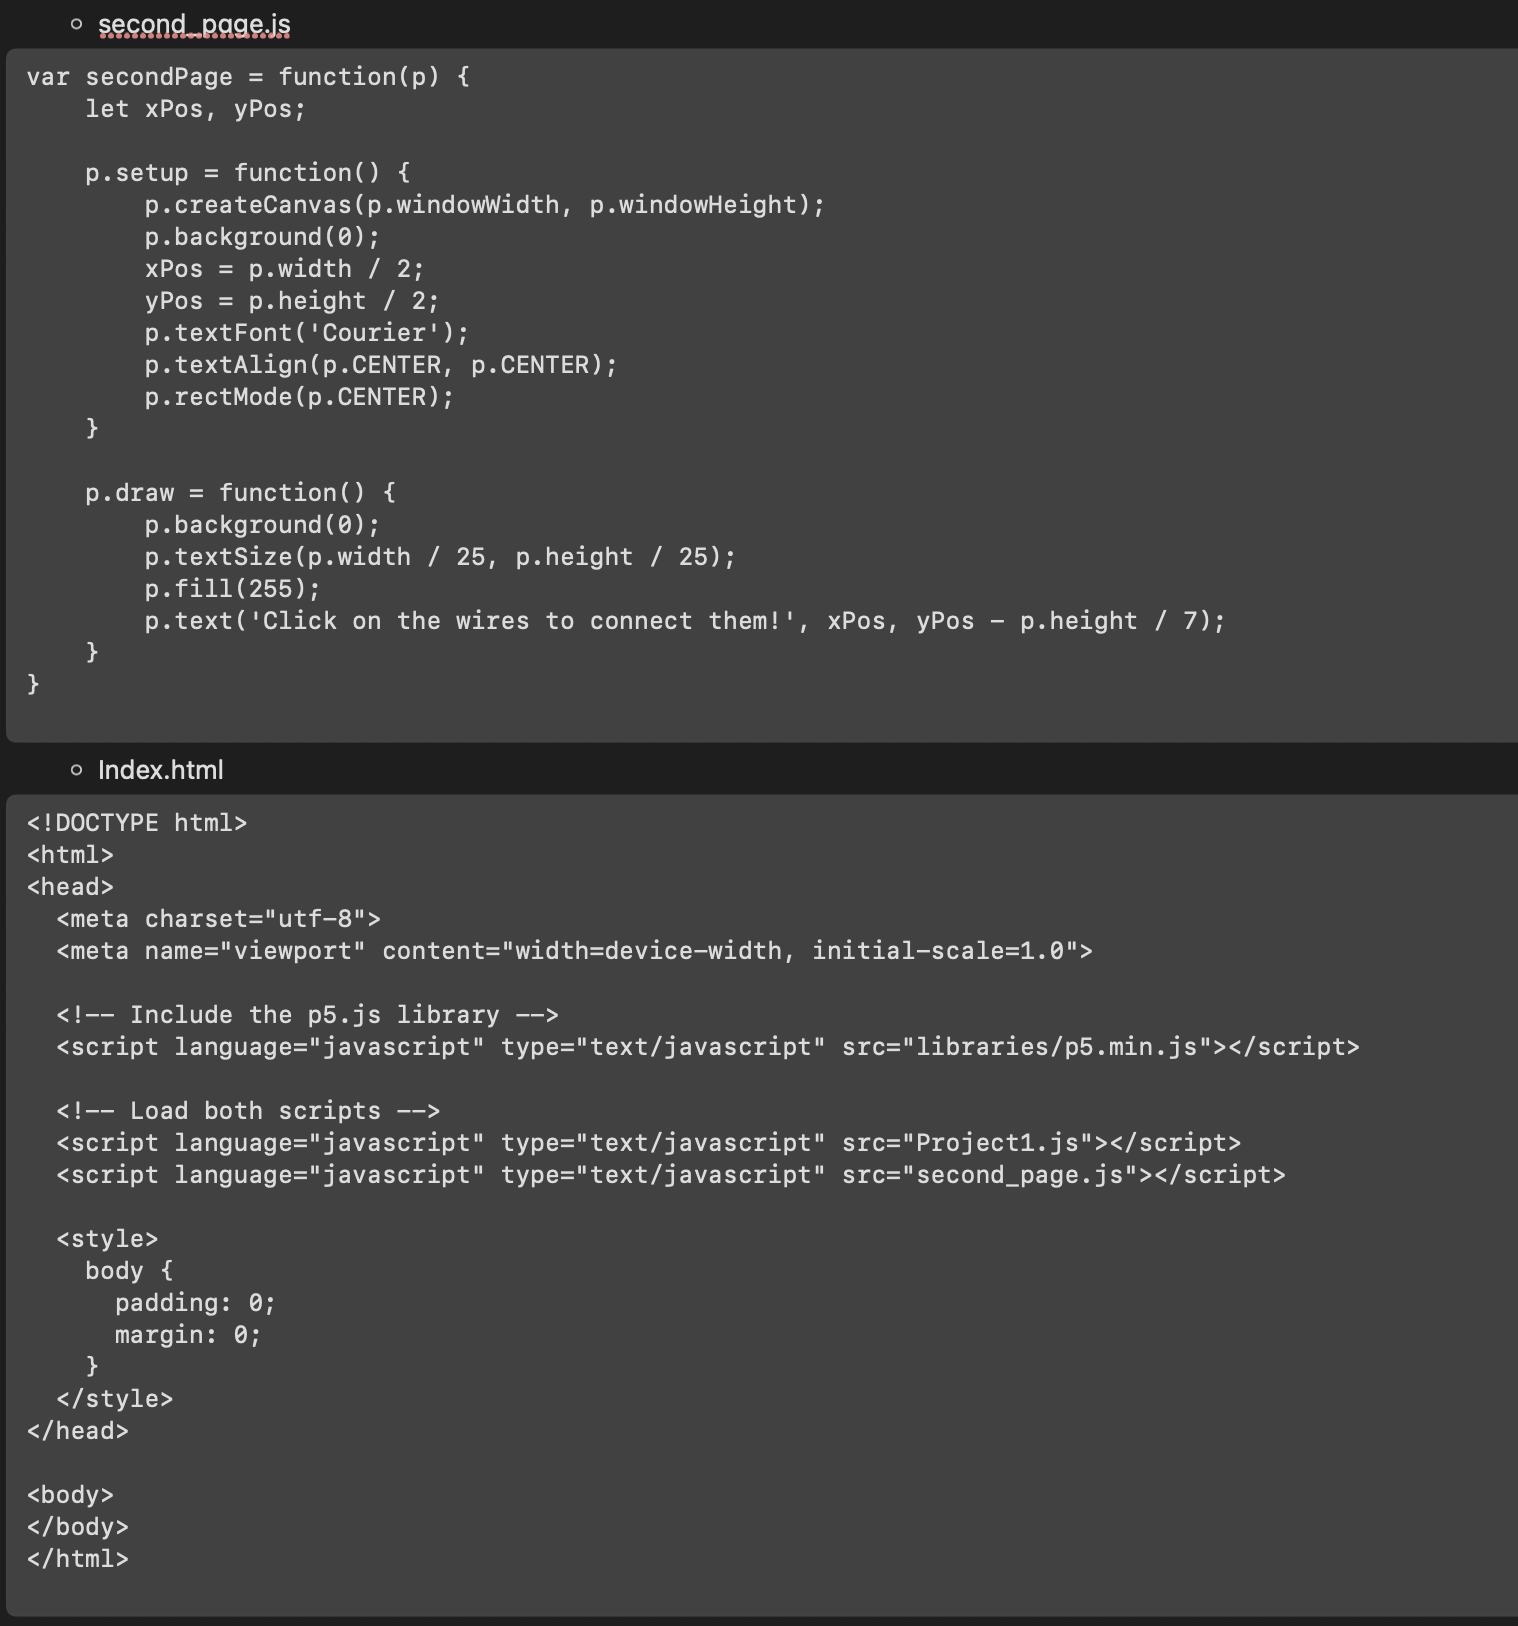 second_page.js
var secondPage = function(p) {
    let xPos, yPos;

    p.setup = function() {
        p.createCanvas(p.windowWidth, p.windowHeight);
        p.background(0);
        xPos = p.width / 2;
        yPos = p.height / 2;
        p.textFont('Courier');
        p.textAlign(p.CENTER, p.CENTER);
        p.rectMode(p.CENTER);
    }

    p.draw = function() {
        p.background(0);
        p.textSize(p.width / 25, p.height / 25);
        p.fill(255);
        p.text('Click on the wires to connect them!', xPos, yPos - p.height / 7);
    }
}
Index.html
<!DOCTYPE html>
<html>
<head>
  <meta charset="utf-8">
  <meta name="viewport" content="width=device-width, initial-scale=1.0">

  <!-- Include the p5.js library -->
  <script language="javascript" type="text/javascript" src="libraries/p5.min.js"></script>

  <!-- Load both scripts -->
  <script language="javascript" type="text/javascript" src="Project1.js"></script>
  <script language="javascript" type="text/javascript" src="second_page.js"></script>

  <style>
    body {
      padding: 0;
      margin: 0;
    }
  </style>
</head>

<body>
</body>
</html>